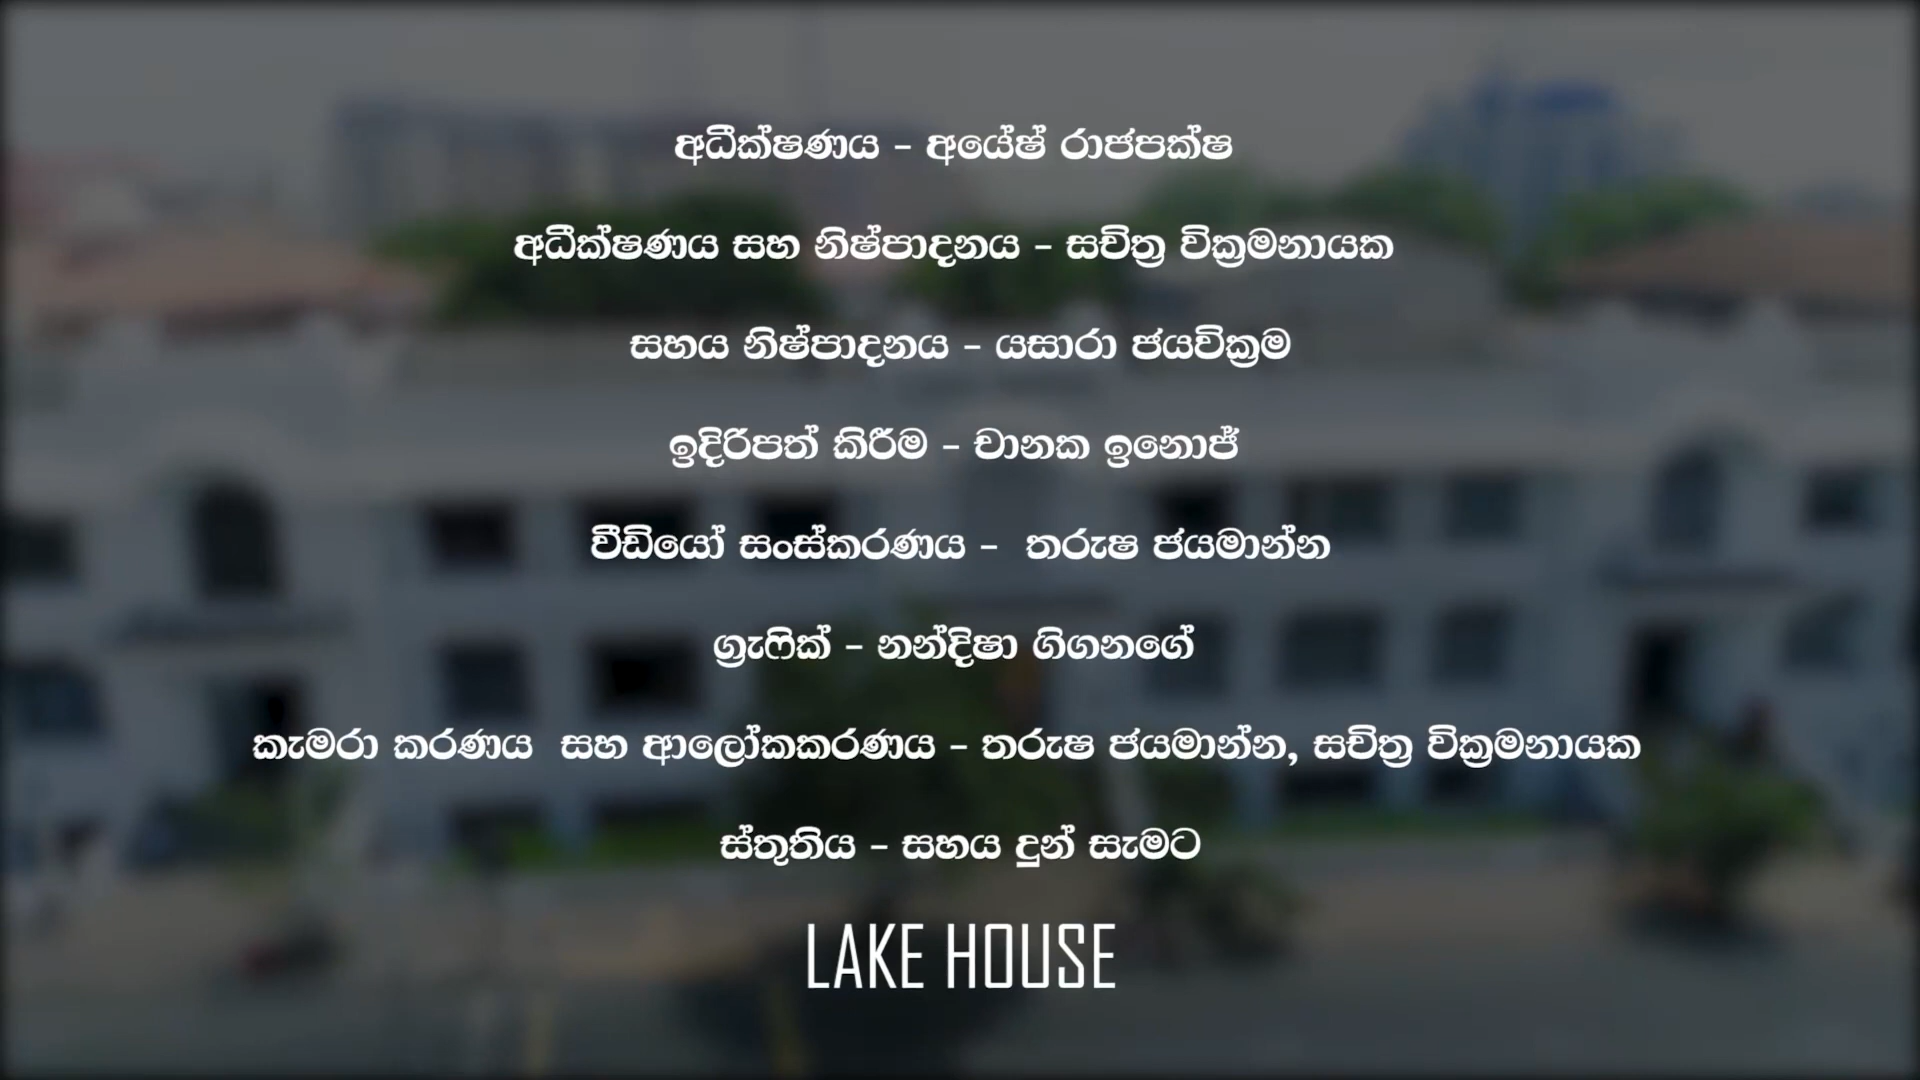 අධීක්ෂණය – අයේෂ් රාජපක්ෂ
අධීක්ෂණය සහ නිෂ්පාදනය – සචිත්‍ර වික්‍රමනායක
සහය නිෂ්පාදනය – යසාරා ජයවික්‍රම
ඉදිරිපත් කිරීම – චානක ඉනොජ්
වීඩියෝ සංස්කරණය – තරුෂ ජයමාන්න
ග්‍රැෆික් – නන්දිෂා ගිගනගේ
කැමරා කරණය සහ ආලෝකකරණය – තරුෂ ජයමාන්න, සචිත්‍ර වික්‍රමනායක
ස්තුතිය – සහය දුන් සැමට
LAKE HOUSE